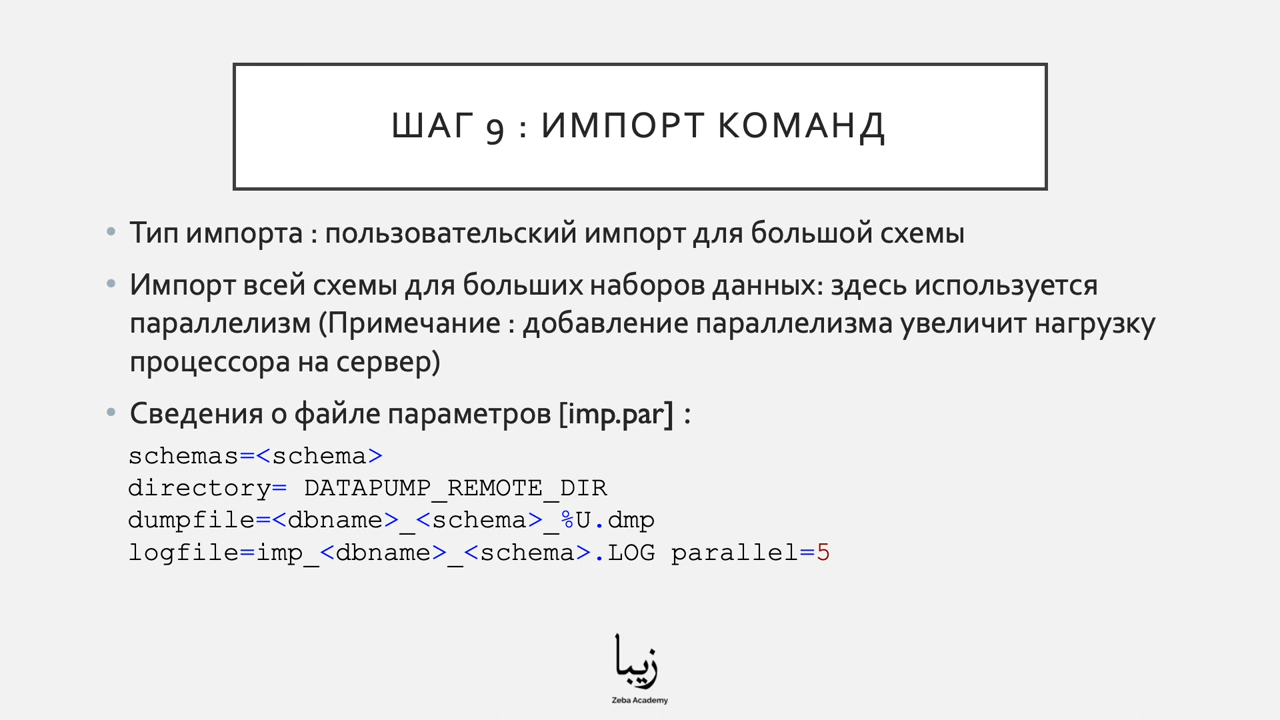 ШАГ 9 : ИМПОРТ КОМАНД
• Тип импорта : пользовательский импорт для большой схемы
• Импорт всей схемы для больших наборов данных: здесь используется
параллелизм (Примечание : добавление параллелизма увеличит нагрузку
процессора на сервер)
• Сведения о файле параметров [imp.par] :
schemas=<schema>
directory= DATAPUMP_REMOTE_DIR
dumpfile=<dbname>_<schema>_%U.dmp
logfile=imp_<dbname>_<schema>.LOG parallel=5
زيبا
Zeba Academy